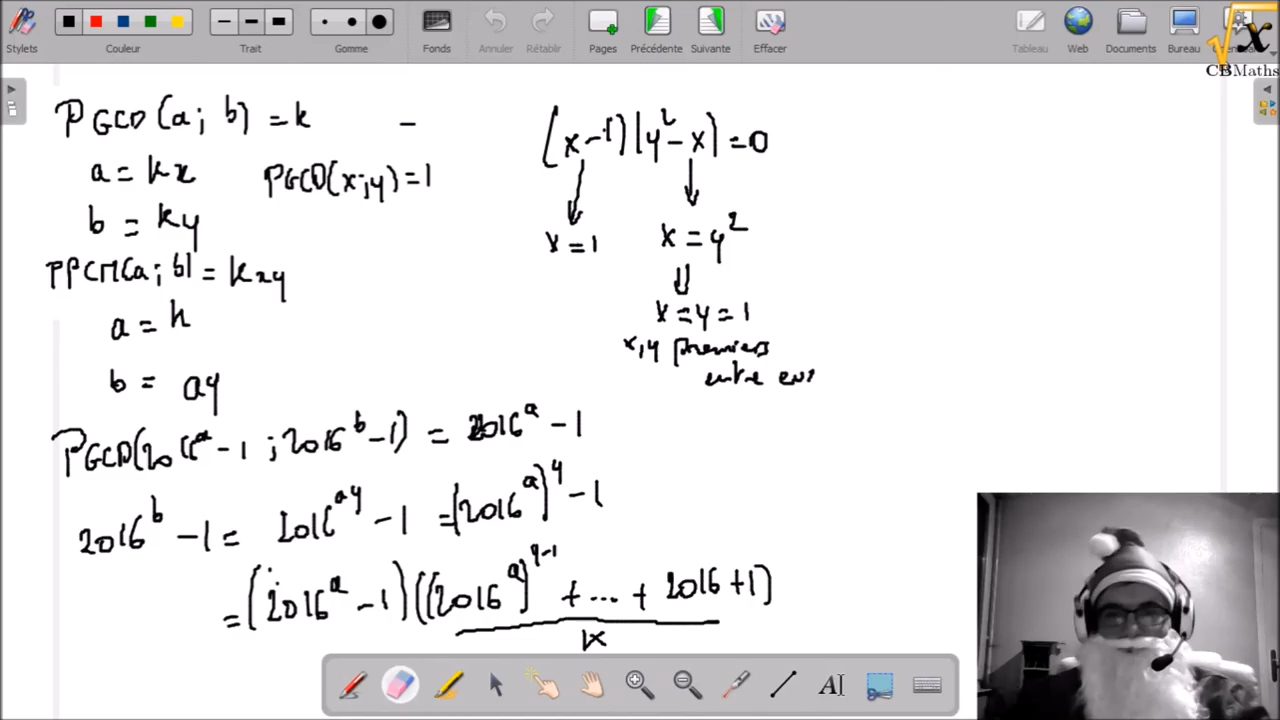 Stylets
Couleur
Trait
Gomme
Fonds
Annuler
Rétablir
Pages
Précédente
Suivante
Effacer
Tableau
Web
Documents
Bureau
√x
CBMaths
PGCD(a; b) = k –
a = kx PGCD(x;y) = 1
b = ky
PPCM(a; b) = kxy
a = k
b = ay
PGCD(2016^a - 1 ; 2016^b - 1) = 2016^a - 1
2016^b - 1 = 2016^{ay} - 1 = (2016^a)^y - 1
= (2016^a - 1)((2016^a)^{y-1} + ... + 2016 + 1)
K
(x - 1)(y² - x) = 0
x = 1
x = y²
x = y = 1
x,y premiers
entre eux
AI